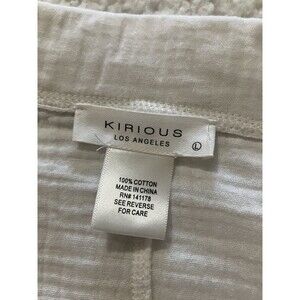 KIRIOUS
LOS ANGELES
L
100% COTTON
MADE IN CHINA
RN# 141178
SEE REVERSE
FOR CARE